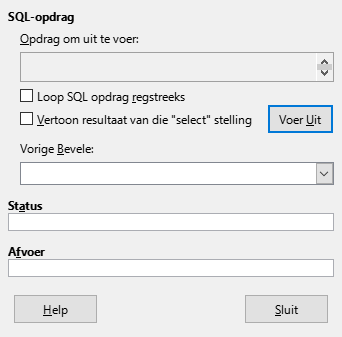 SQL-opdrag
Opdrag om uit te voer:
Loop SQL opdrag regstreeks
Vertoon resultaat van die "select" stelling
Voer Uit
Vorige Bevele:
Status
Afvoer
Help
Sluit